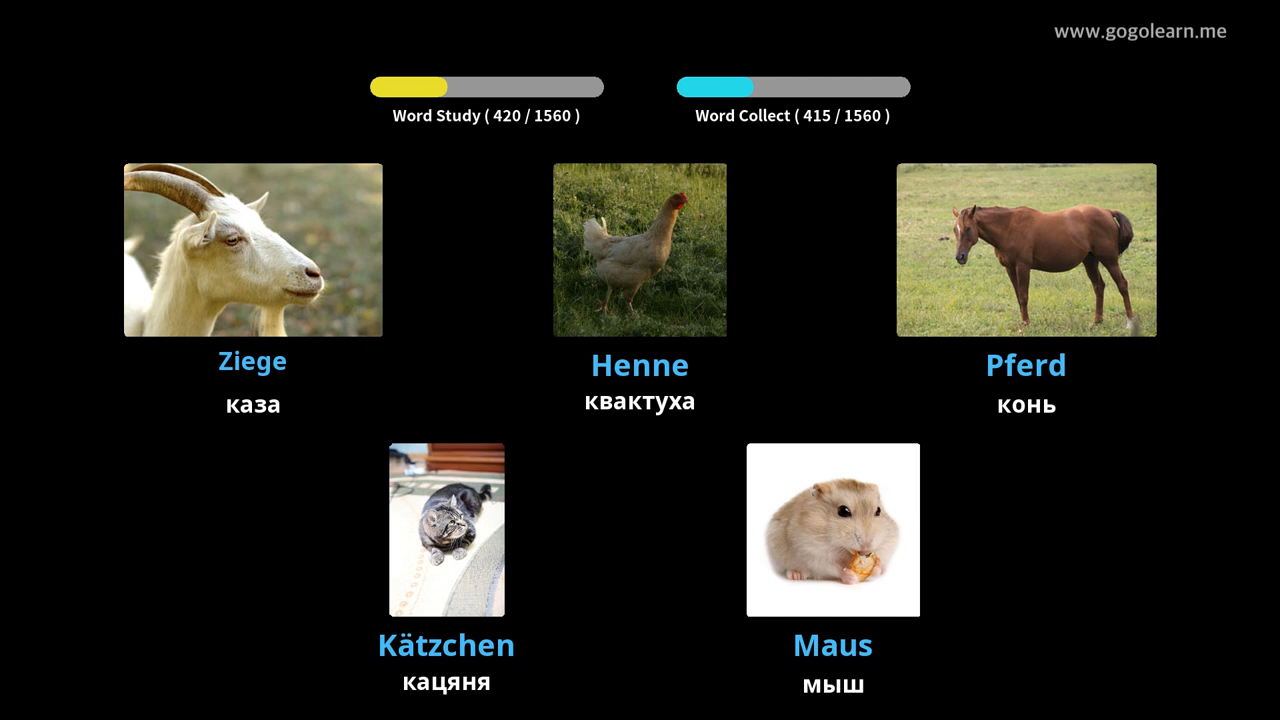 www.gogolearn.me
Word Study ( 420 / 1560 )
Word Collect ( 415 / 1560 )
Ziege
каза
Henne
квактуха
Pferd
конь
Kätzchen
кацяня
Maus
мыш